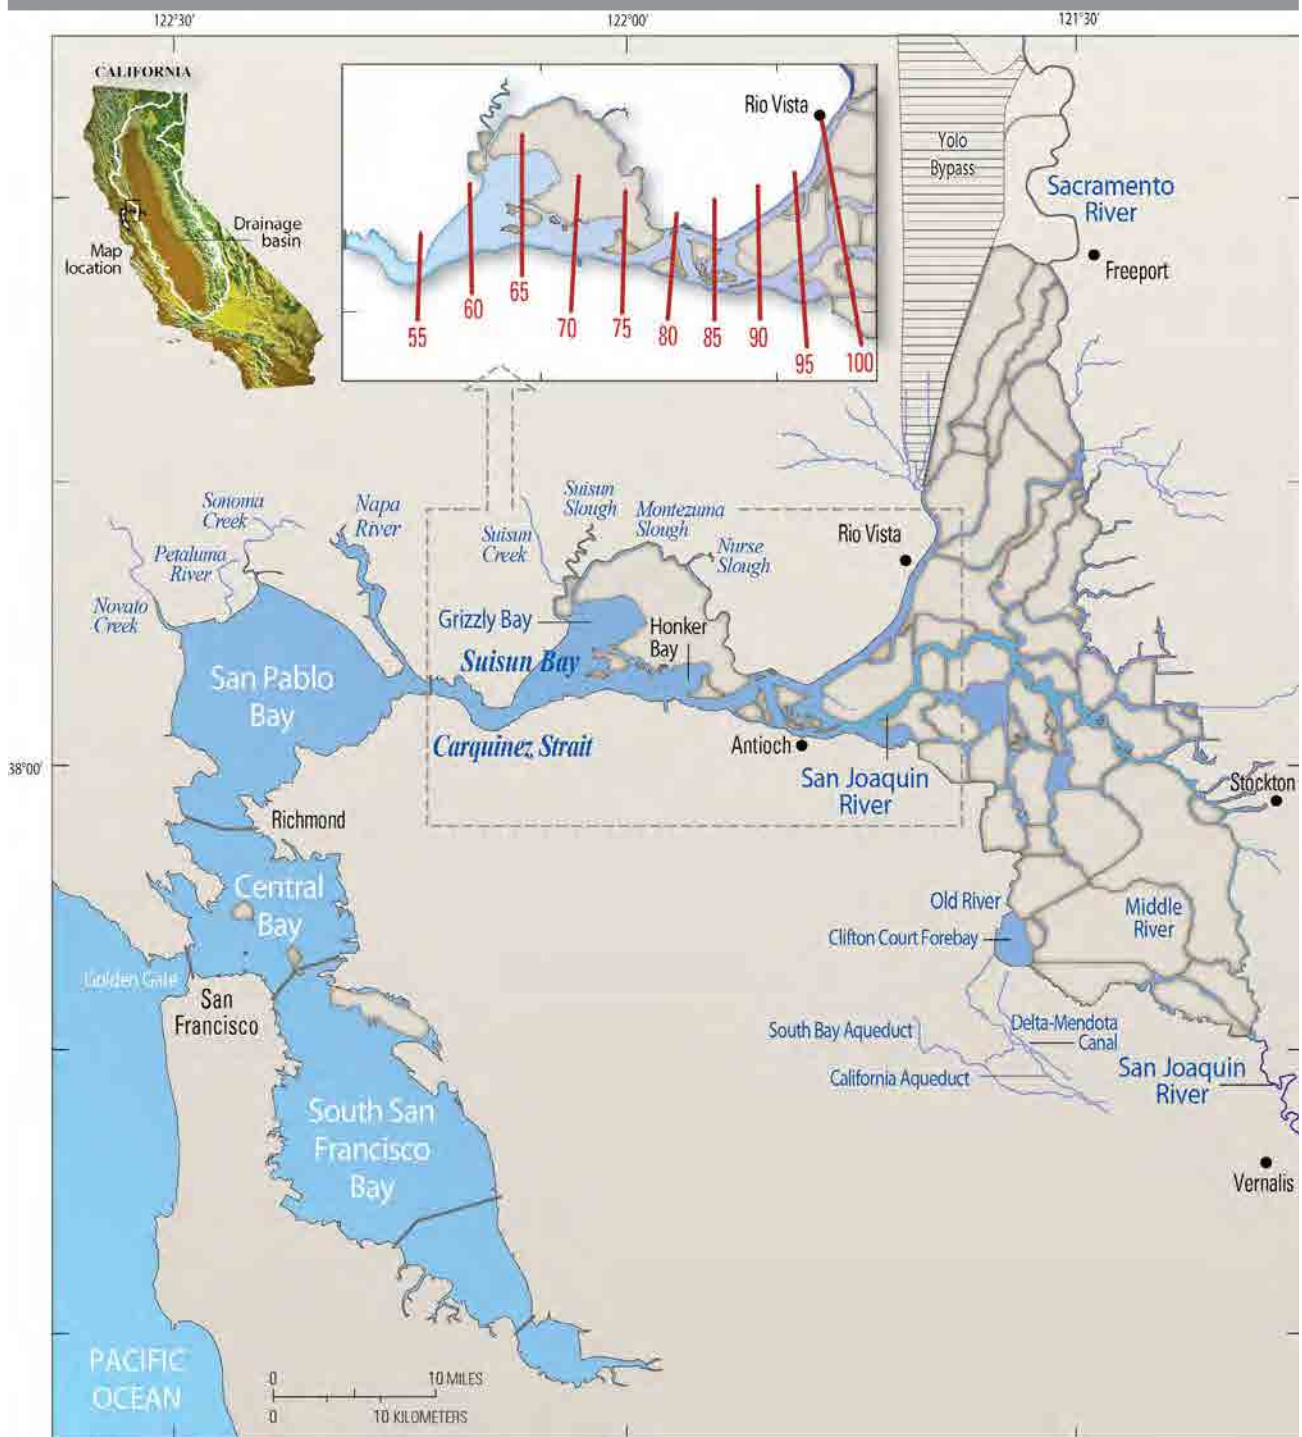 122°30'
122°00'
121°30'
CALIFORNIA
Drainage
basin
Map
location
Rio Vista
55
60
65
70
75
80
85
90
95
100
Yolo
Bypass
Sacramento
River
Freeport
Sonoma
Creek
Napa
River
Suisun
Slough
Montezuma
Slough
Suisun
Creek
Nurse
Slough
Petaluma
River
Novato
Creek
Rio Vista
Grizzly Bay
Honker
Bay
Suisun Bay
San Pablo
Bay
Carquinez Strait
Antioch
38°00'
San Joaquin
River
Stockton
Richmond
Central
Bay
Old River
Middle
River
Clifton Court Forebay
Golden Gate
San
Francisco
South Bay Aqueduct
Delta-Mendota
Canal
California Aqueduct
San Joaquin
River
South San
Francisco
Bay
Vernalis
PACIFIC
OCEAN
0
10 MILES
0
10 KILOMETERS